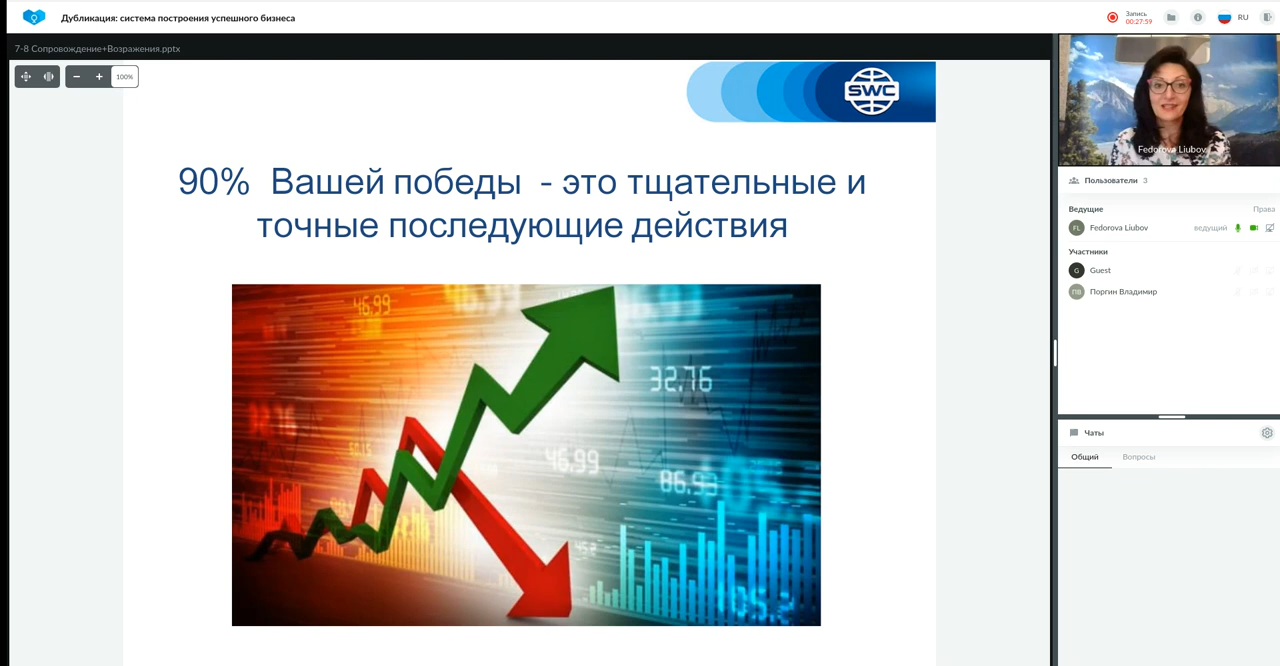 Дубликация: система построения успешного бизнеса
Запись
00:27:59
RU
7-8 Сопровождение+Возражения.pptx
100%
SWC
90% Вашей победы - это тщательные и
точные последующие действия
46.99
32.76
46.99
86.93
Fedorova Liubov
Пользователи 3
Ведущие Права
FL Fedorova Liubov ведущий
Участники
G Guest
ПВ Поргин Владимир
Чаты
Общий Вопросы